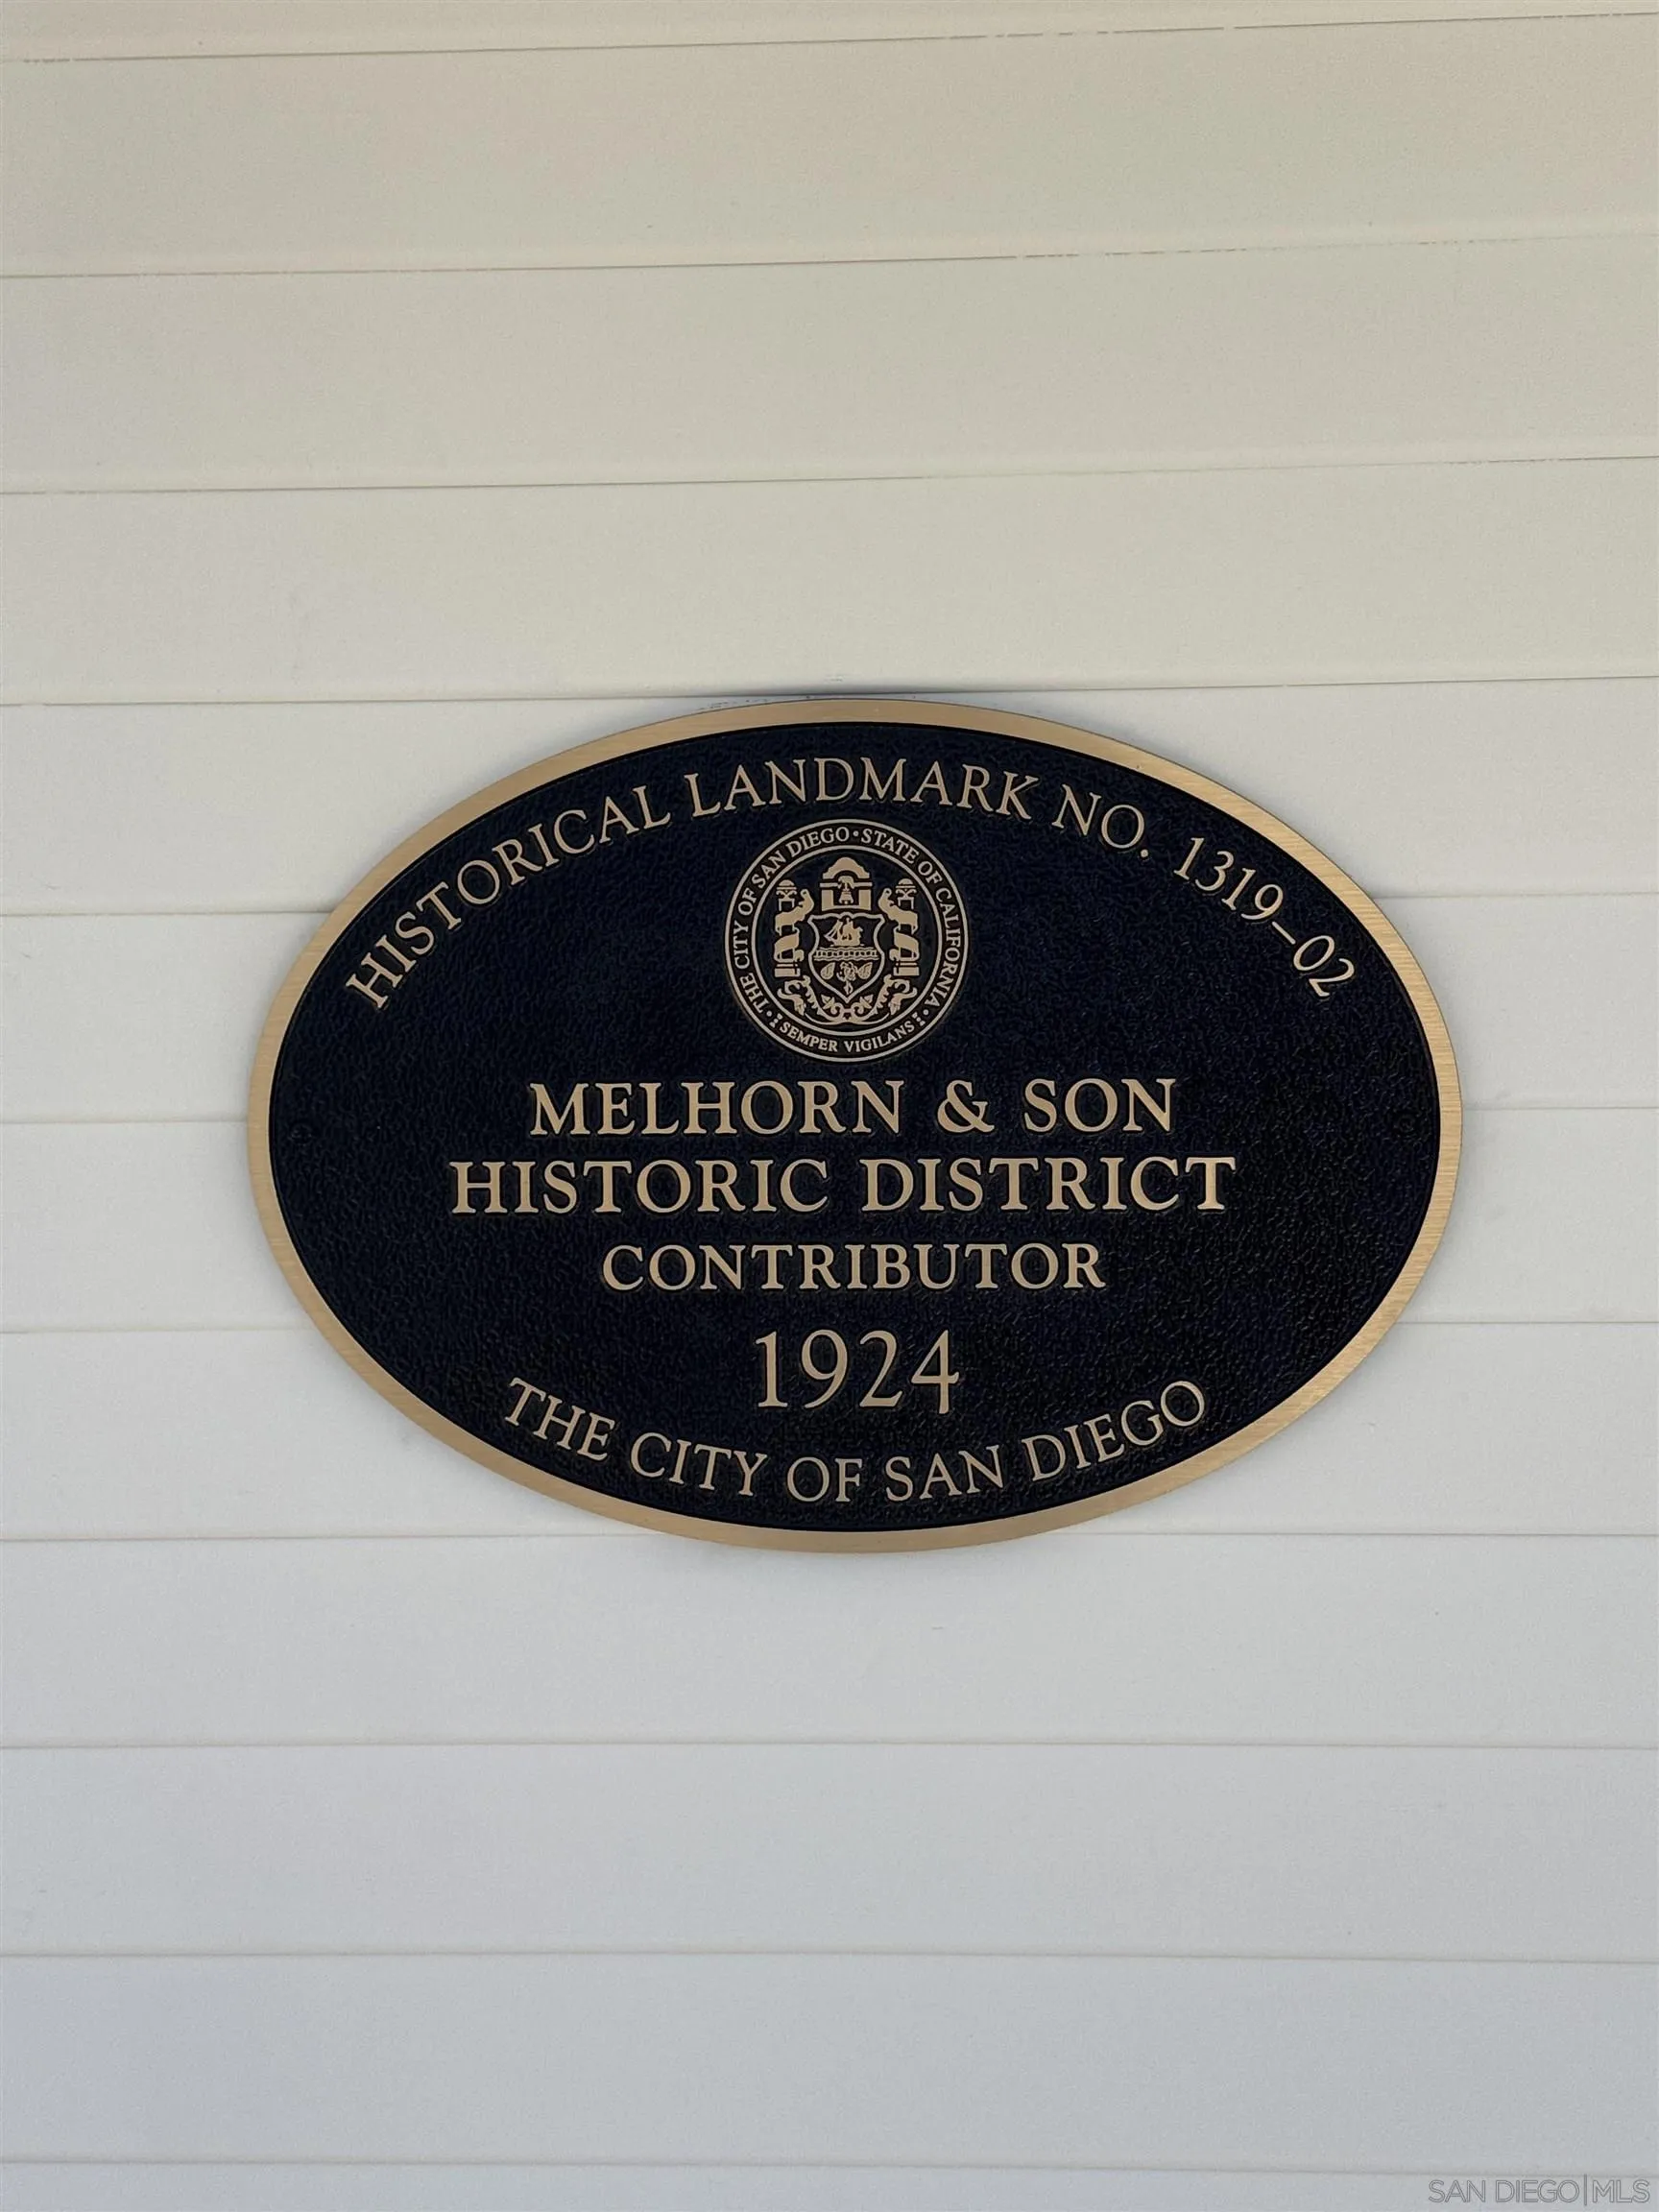 HISTORICAL LANDMARK NO. 1319-02
THE CITY OF SAN DIEGO • STATE OF CALIFORNIA
SEMPER VIGILANS
MELHORN & SON
HISTORIC DISTRICT
CONTRIBUTOR
1924
THE CITY OF SAN DIEGO
SAN DIEGO|MLS